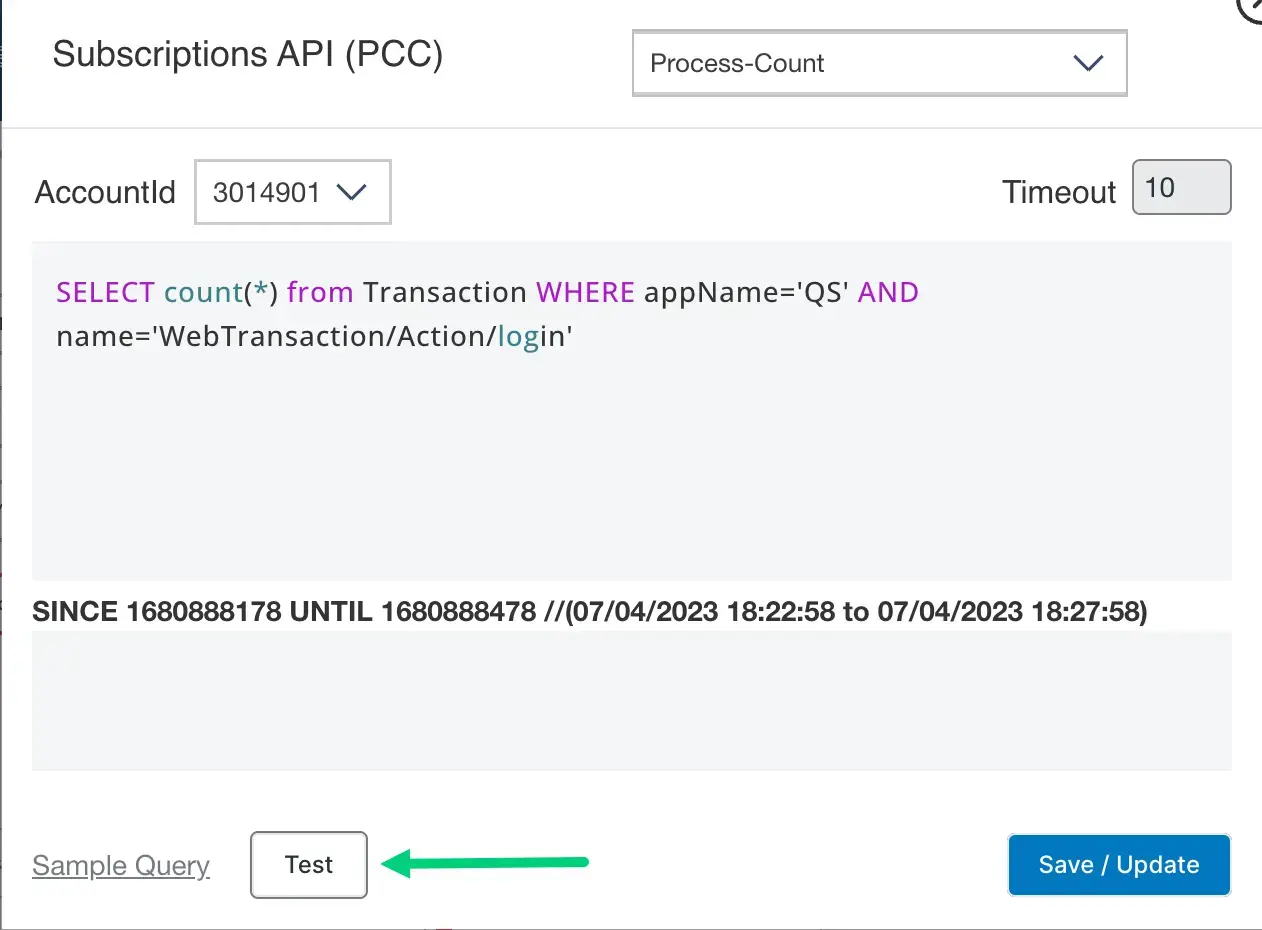 Subscriptions API (PCC)
Process-Count
AccountId
3014901
Timeout
10
SELECT count(*) from Transaction WHERE appName='QS' AND
name='WebTransaction/Action/login'
SINCE 1680888178 UNTIL 1680888478 //(07/04/2023 18:22:58 to 07/04/2023 18:27:58)
Sample Query
Test
Save / Update